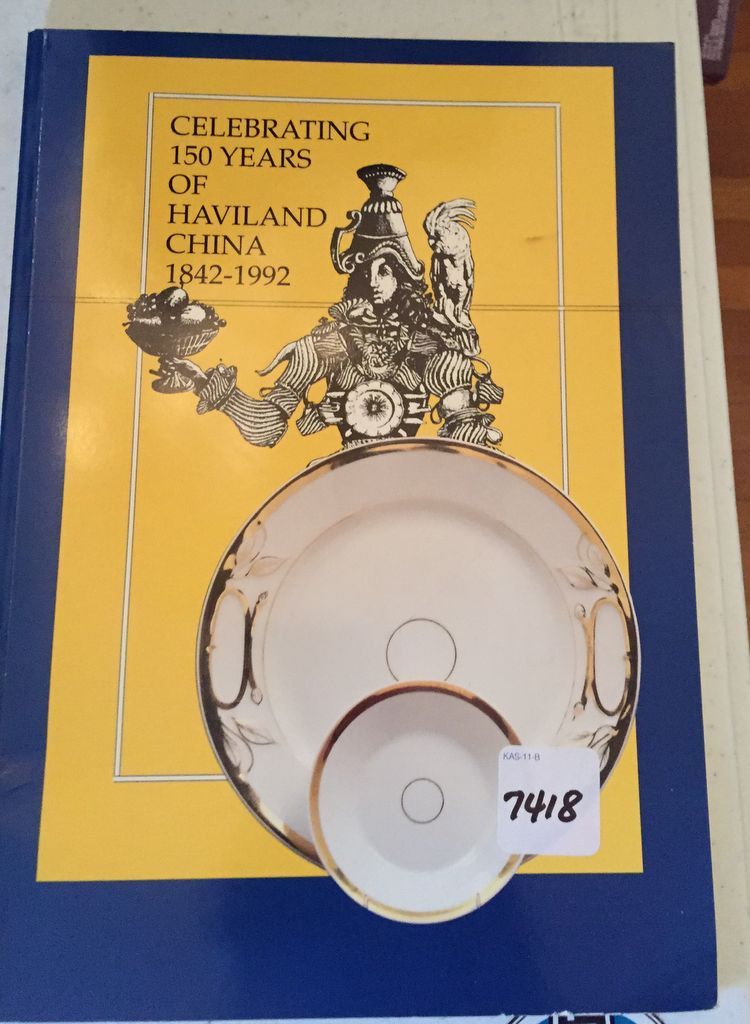 CELEBRATING
150 YEARS
OF
HAVILAND
CHINA
1842-1992
KAS-11-B
7418